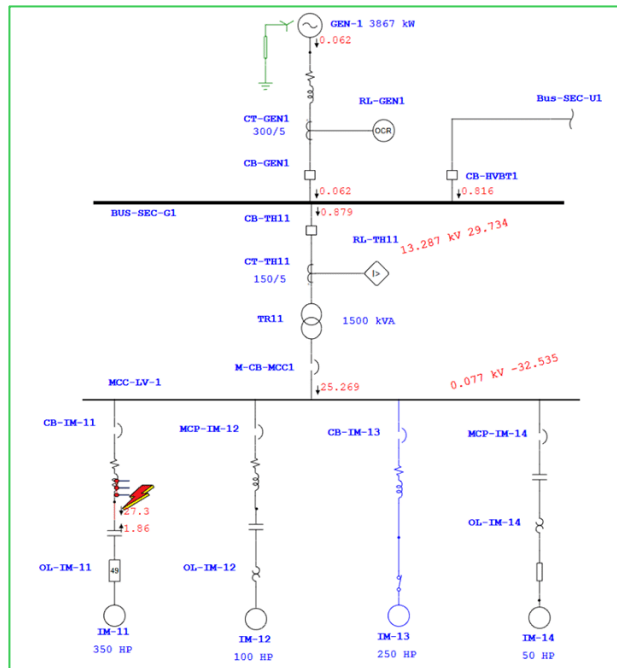 GEN-1 3867 kW
0.062
RL-GEN1
CT-GEN1
300/5
OCR
Bus-SEC-U1
CB-GEN1
CB-HVBT1
0.062
0.816
BUS-SEC-G1
CB-TH11
0.879
RL-TH11
13.287 kV 29.734
CT-TH11
150/5
I>
TR11
1500 kVA
M-CB-MCC1
MCC-LV-1
25.269
0.077 kV -32.535
CB-IM-11
MCP-IM-12
CB-IM-13
MCP-IM-14
27.3
1.86
OL-IM-14
OL-IM-11
49
OL-IM-12
IM-11
IM-12
IM-13
IM-14
350 HP
100 HP
250 HP
50 HP